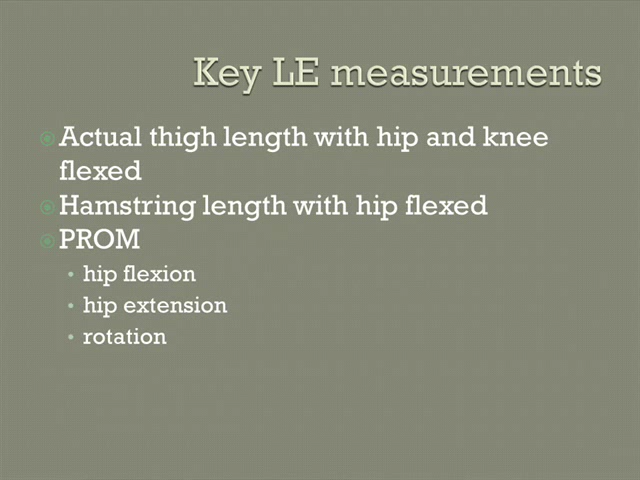 Key LE measurements
Actual thigh length with hip and knee
flexed
Hamstring length with hip flexed
PROM
• hip flexion
• hip extension
• rotation